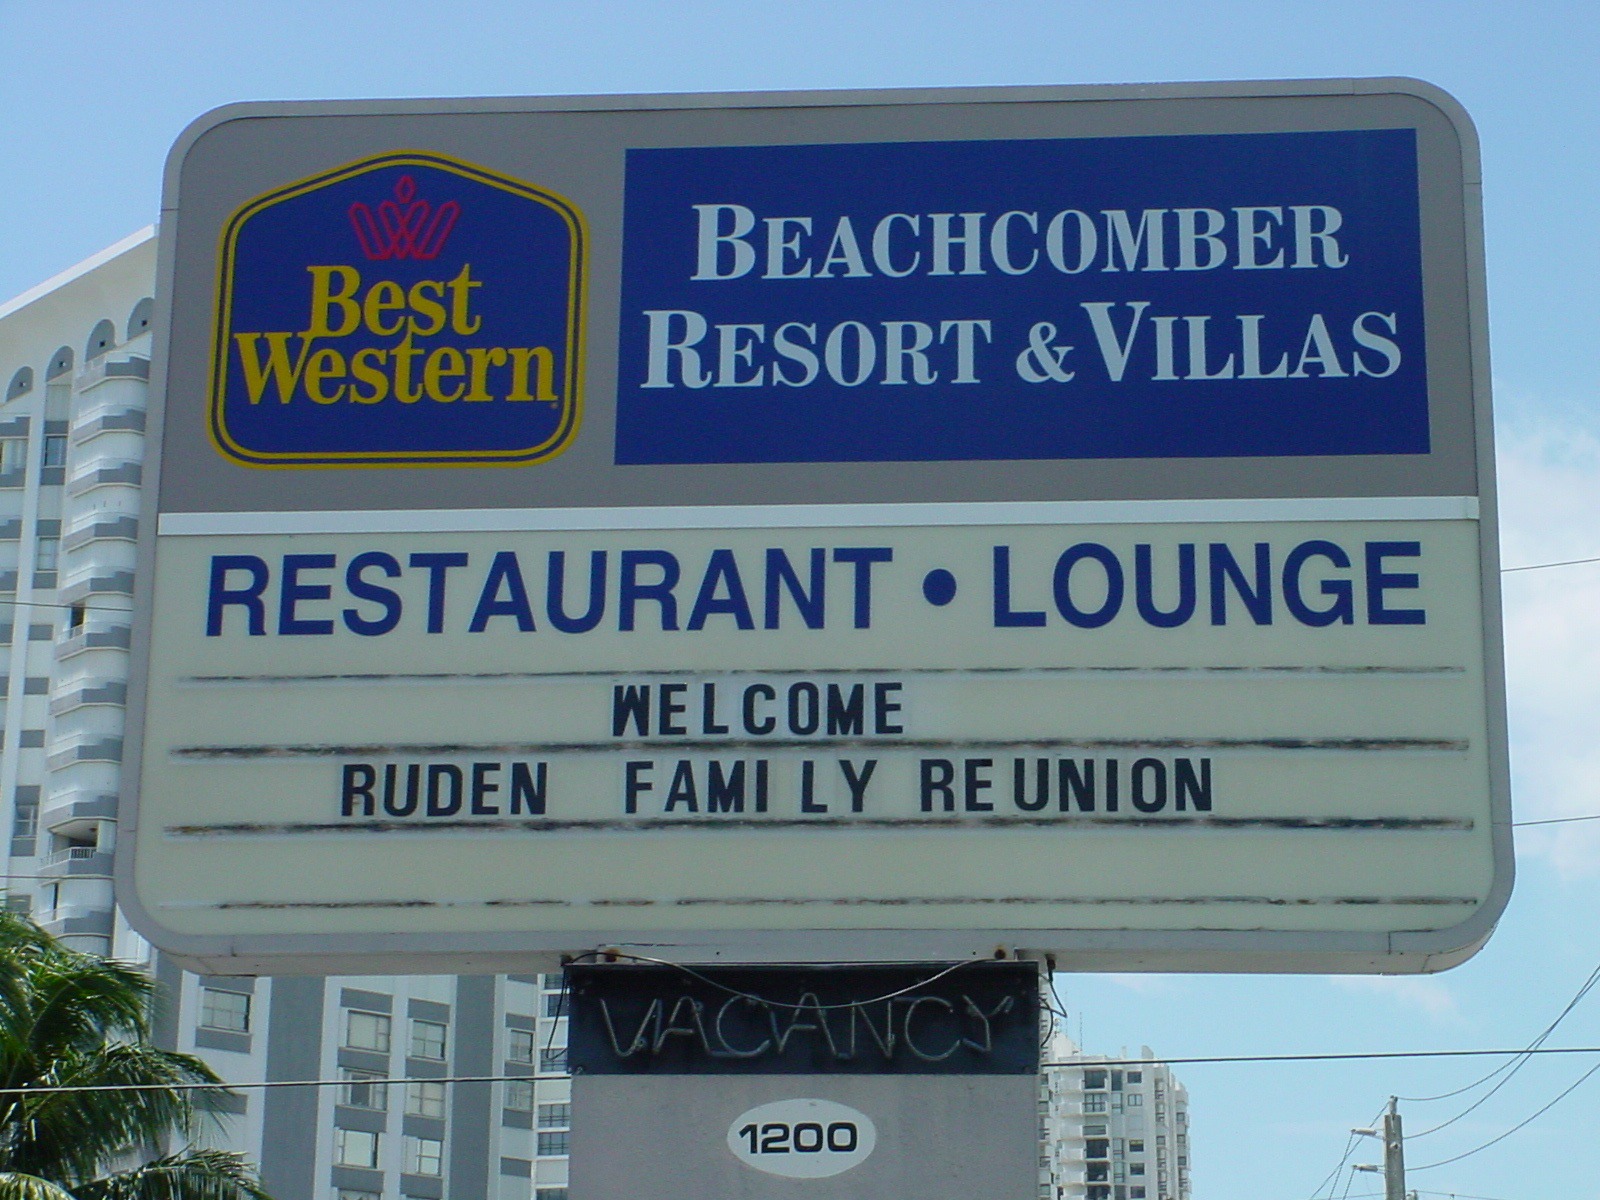 Best
Western
BEACHCOMBER
RESORT & VILLAS
RESTAURANT • LOUNGE
WELCOME
RUDEN FAMILY REUNION
VACANCY
1200